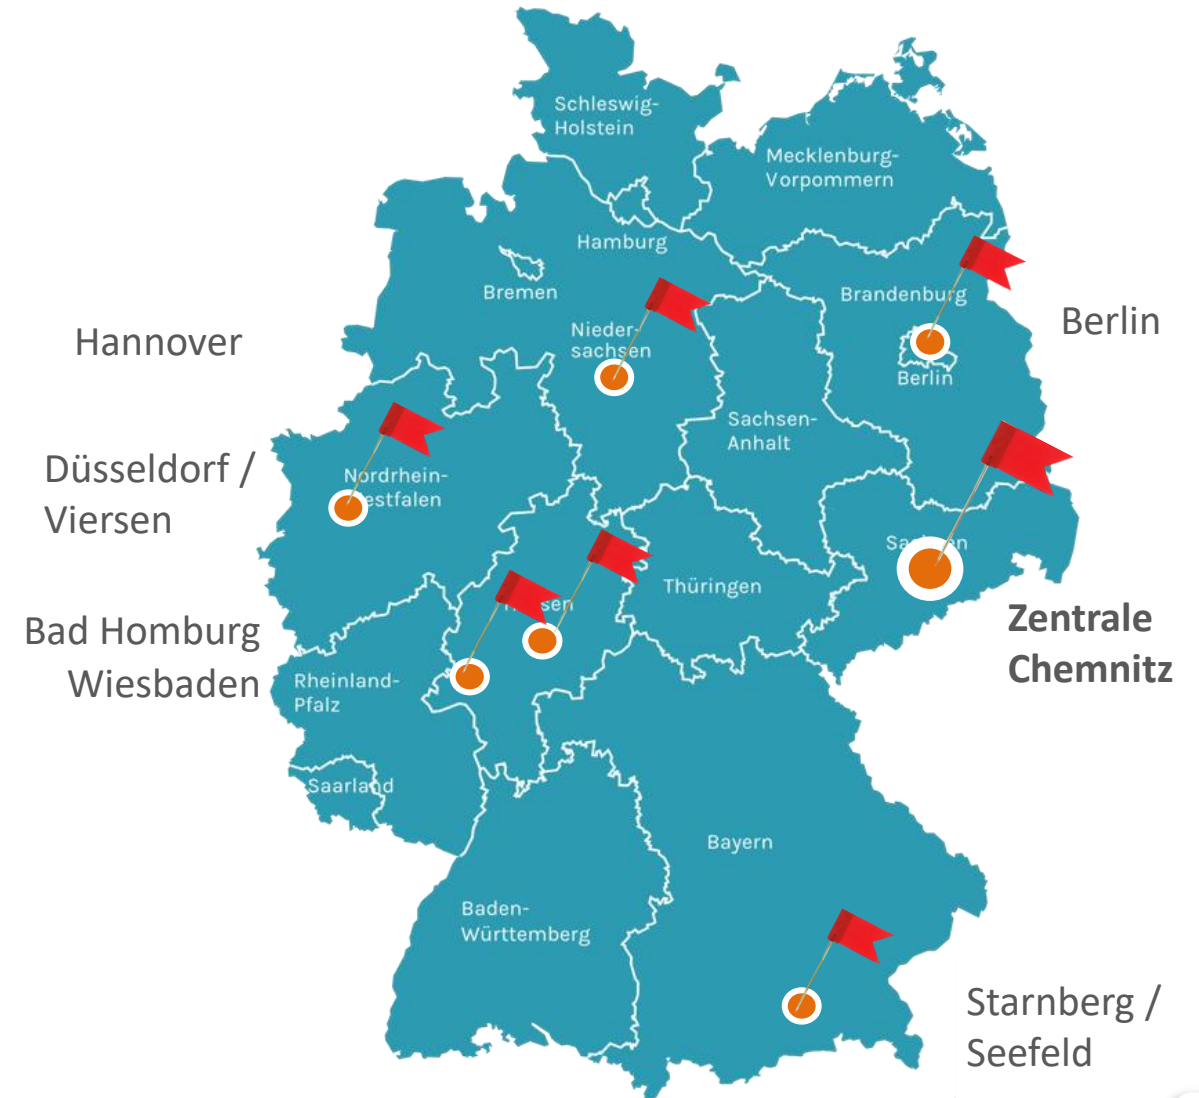 Schleswig-
Holstein
Mecklenburg-
Vorpommern
Hamburg
Bremen
Brandenburg
Berlin
Hannover
Nieder-
sachsen
Berlin
Sachsen-
Anhalt
Düsseldorf /
Viersen
Nordrhein-
estfalen
Thüringen
Zentrale
Chemnitz
Bad Homburg
Wiesbaden
Rheinland-
Pfalz
Saarland
Bayern
Baden-
Württemberg
Starnberg /
Seefeld